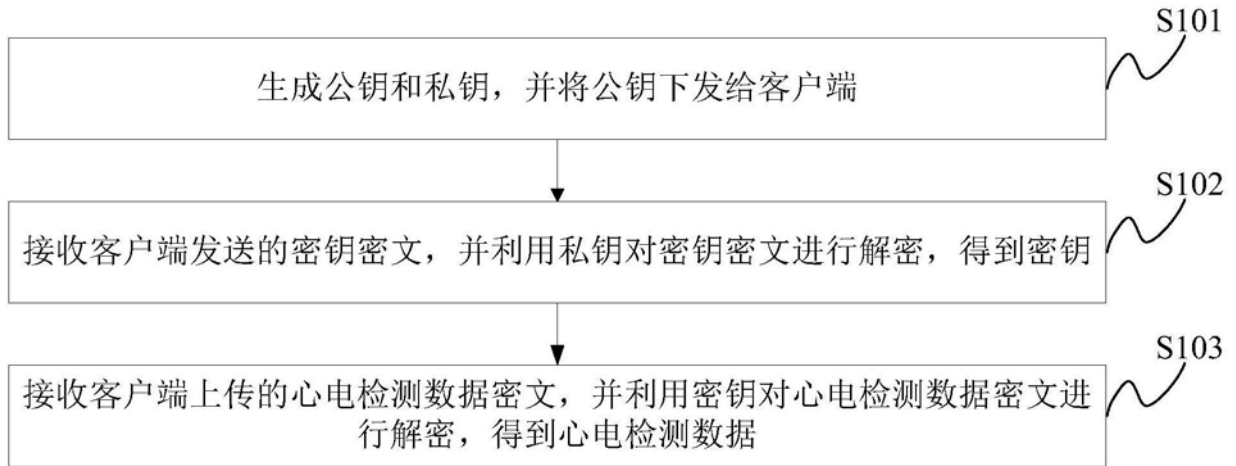 S101
生成公钥和私钥，并将公钥下发给客户端
S102
接收客户端发送的密钥密文，并利用私钥对密钥密文进行解密，得到密钥
S103
接收客户端上传的心电检测数据密文，并利用密钥对心电检测数据密文进
行解密，得到心电检测数据